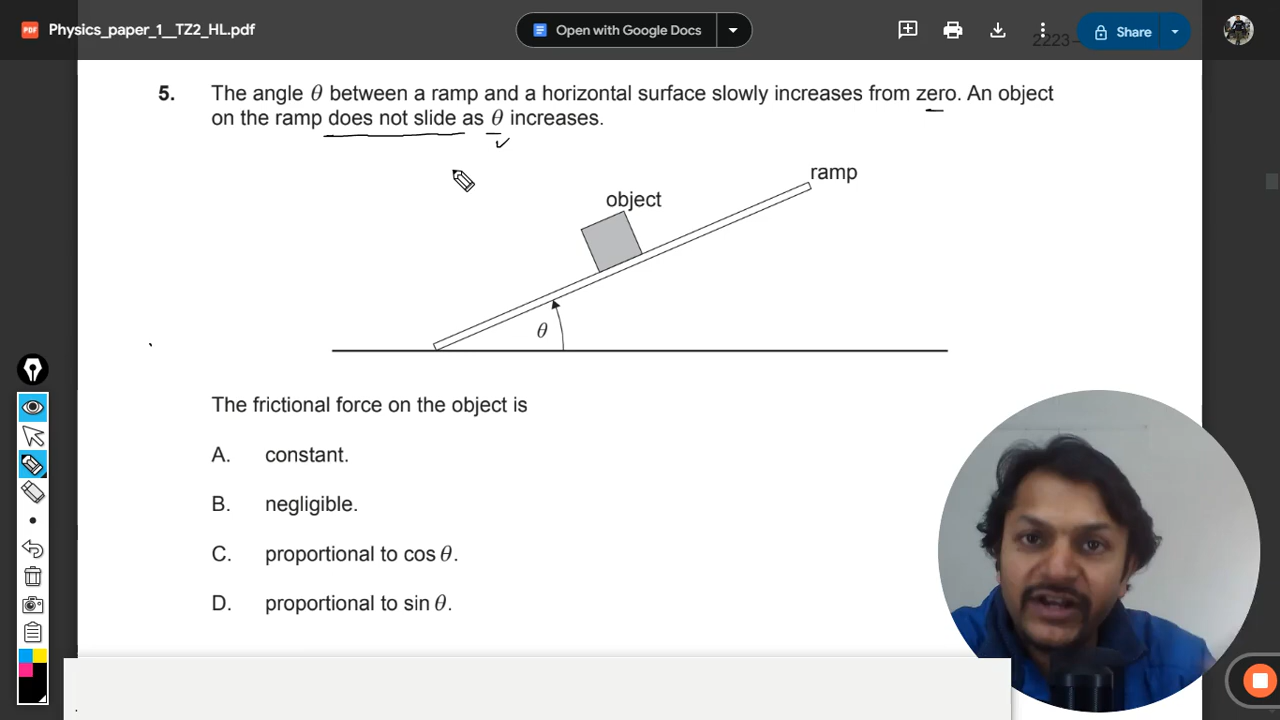 Physics_paper_1__TZ2_HL.pdf
Open with Google Docs
Share
2223
5. The angle θ between a ramp and a horizontal surface slowly increases from zero. An object
on the ramp does not slide as θ increases.
ramp
object
θ
The frictional force on the object is
A. constant.
B. negligible.
C. proportional to cos θ.
D. proportional to sin θ.